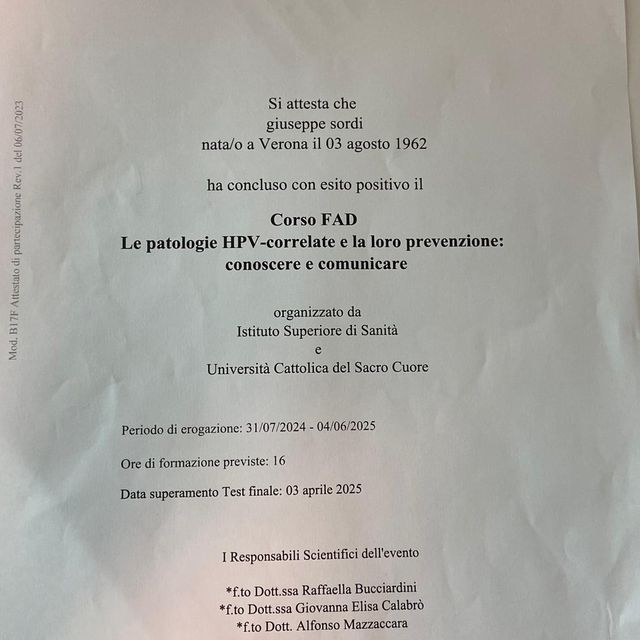 Si attesta che
giuseppe sordi
nata/o a Verona il 03 agosto 1962
ha concluso con esito positivo il
Corso FAD
Le patologie HPV-correlate e la loro prevenzione:
conoscere e comunicare
organizzato da
Istituto Superiore di Sanità
e
Università Cattolica del Sacro Cuore
Periodo di erogazione: 31/07/2024 - 04/06/2025
Ore di formazione previste: 16
Data superamento Test finale: 03 aprile 2025
I Responsabili Scientifici dell'evento
*f.to Dott.ssa Raffaella Bucciardini
*f.to Dott.ssa Giovanna Elisa Calabrò
*f.to Dott. Alfonso Mazzaccara
Mod. B17F Attestato di partecipazione Rev.1 del 06/07/2023